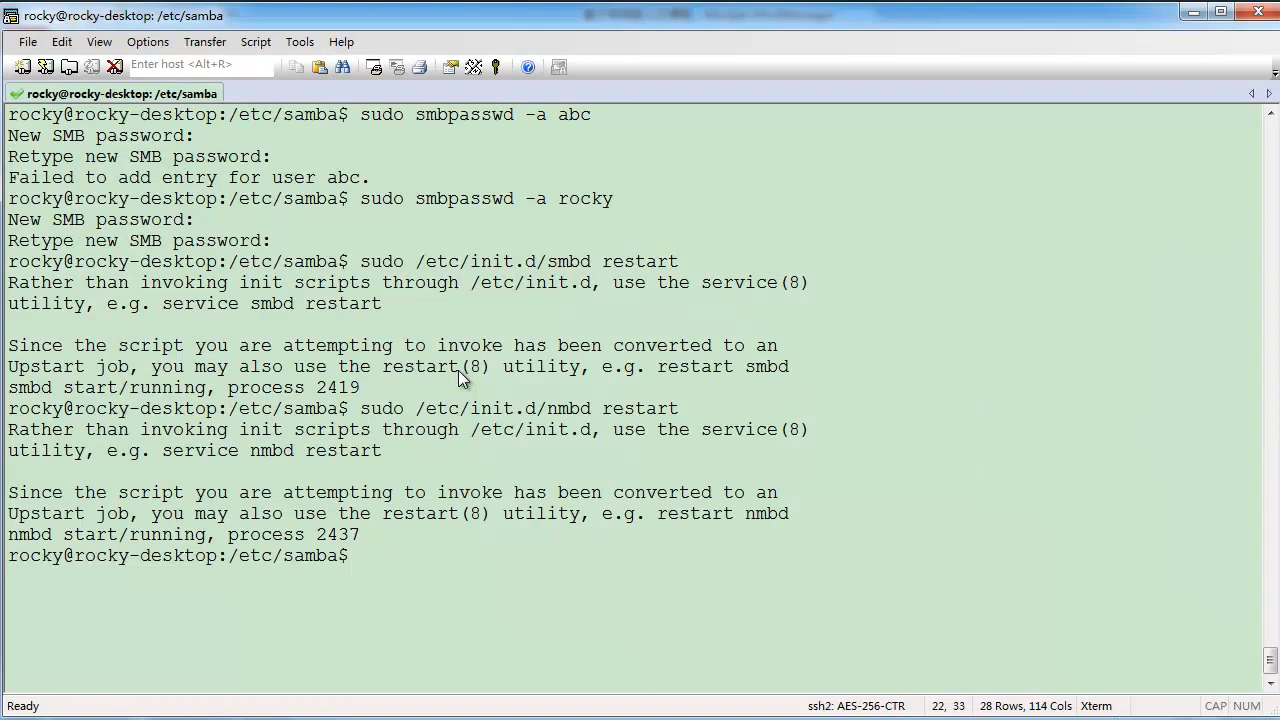 rocky@rocky-desktop: /etc/samba
File Edit View Options Transfer Script Tools Help
Enter host <Alt+R>
rocky@rocky-desktop: /etc/samba
rocky@rocky-desktop:/etc/samba$ sudo smbpasswd -a abc
New SMB password:
Retype new SMB password:
Failed to add entry for user abc.
rocky@rocky-desktop:/etc/samba$ sudo smbpasswd -a rocky
New SMB password:
Retype new SMB password:
rocky@rocky-desktop:/etc/samba$ sudo /etc/init.d/smbd restart
Rather than invoking init scripts through /etc/init.d, use the service(8)
utility, e.g. service smbd restart
Since the script you are attempting to invoke has been converted to an
Upstart job, you may also use the restart(8) utility, e.g. restart smbd
smbd start/running, process 2419
rocky@rocky-desktop:/etc/samba$ sudo /etc/init.d/nmbd restart
Rather than invoking init scripts through /etc/init.d, use the service(8)
utility, e.g. service nmbd restart
Since the script you are attempting to invoke has been converted to an
Upstart job, you may also use the restart(8) utility, e.g. restart nmbd
nmbd start/running, process 2437
rocky@rocky-desktop:/etc/samba$
Ready ssh2: AES-256-CTR 22, 33 28 Rows, 114 Cols Xterm CAP NUM